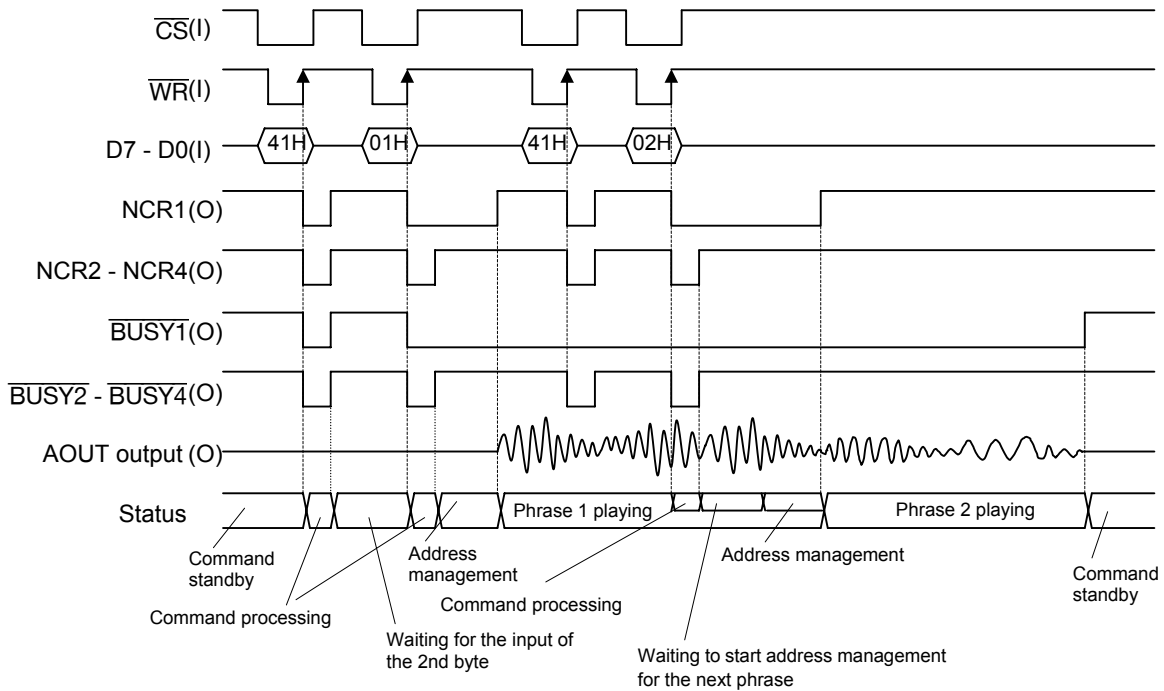 CS(I)
WR(I)
D7 - D0(I)
41H
01H
41H
02H
NCR1(O)
NCR2 - NCR4(O)
BUSY1(O)
BUSY2 - BUSY4(O)
AOUT output (O)
Status
Phrase 1 playing
Phrase 2 playing
Command
standby
Command processing
Address
management
Waiting for the input of
the 2nd byte
Command processing
Address management
Waiting to start address management
for the next phrase
Command
standby